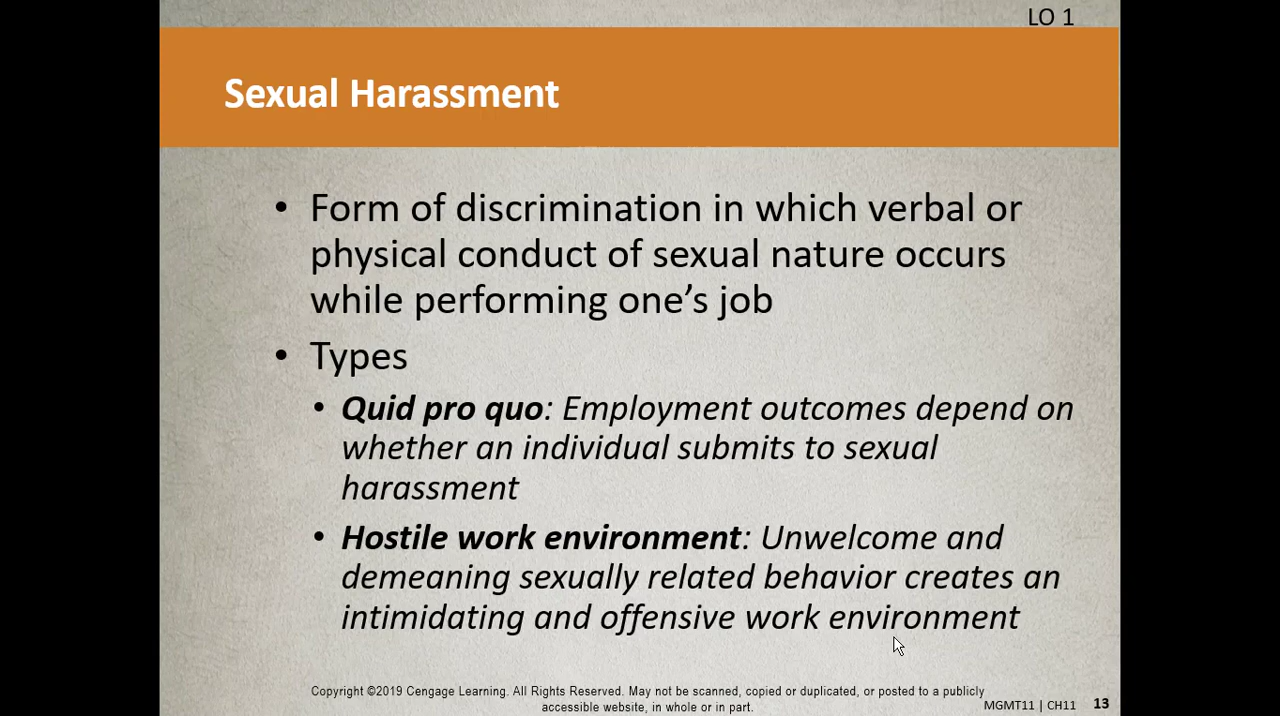 LO 1
Sexual Harassment
• Form of discrimination in which verbal or
physical conduct of sexual nature occurs
while performing one’s job
• Types
• Quid pro quo: Employment outcomes depend on
whether an individual submits to sexual
harassment
• Hostile work environment: Unwelcome and
demeaning sexually related behavior creates an
intimidating and offensive work environment
Copyright ©2019 Cengage Learning. All Rights Reserved. May not be scanned, copied or duplicated, or posted to a publicly
accessible website, in whole or in part.
MGMT11 | CH11 13